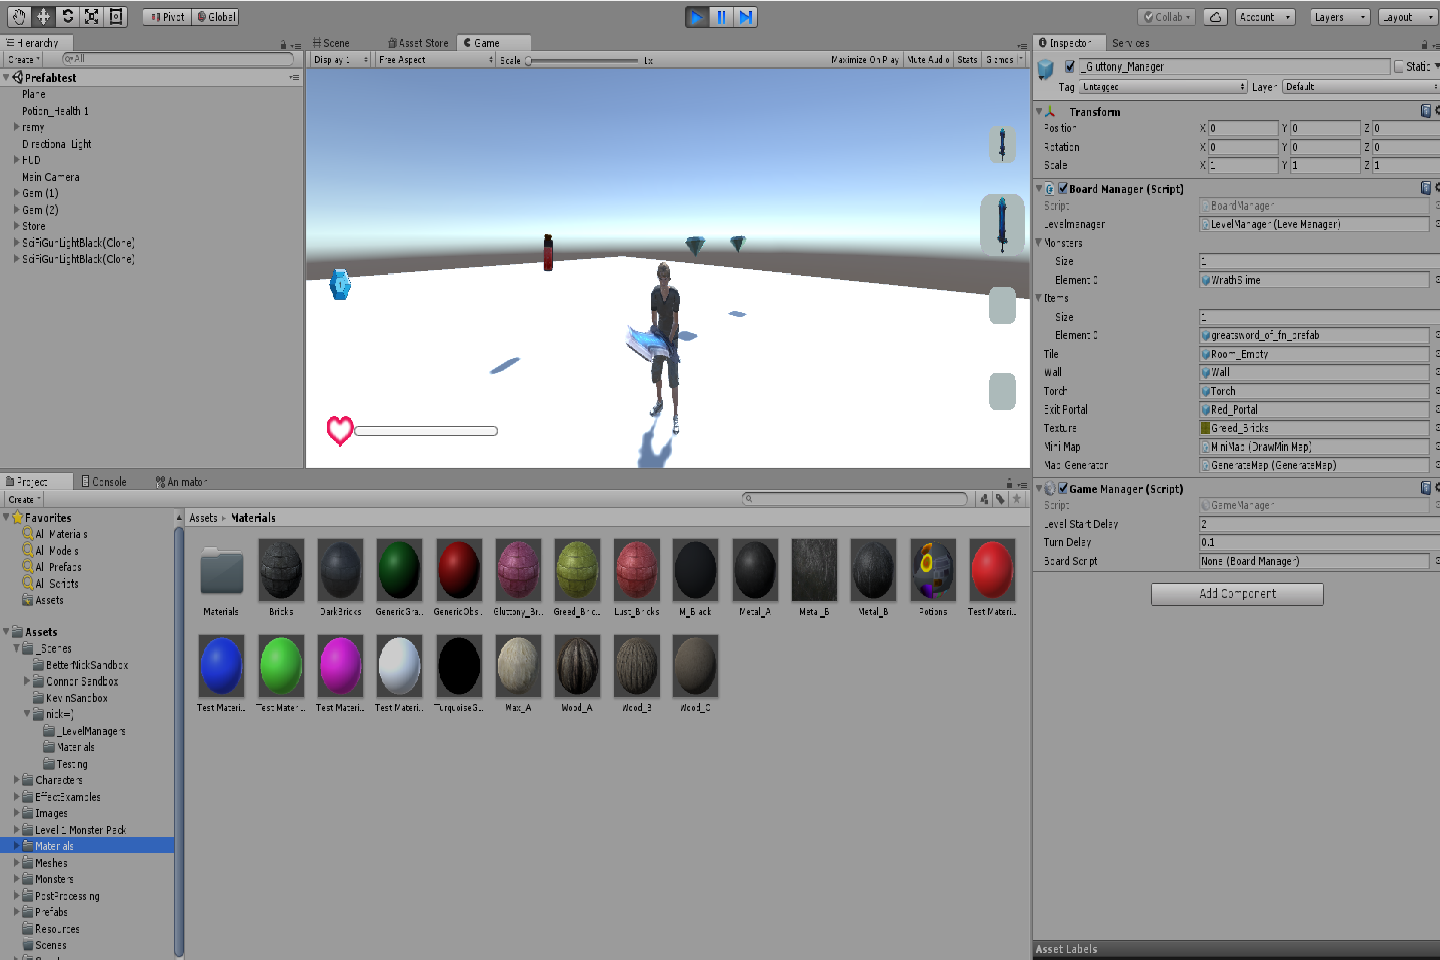 Pivot Global
Collab Account Layers Layout
Hierarchy
Create All
Prefabtest
Plane
Potion_Health 1
remy
Directional Light
HUD
Main Camera
Gem (1)
Gem (2)
Store
SciFiGunLightBlack(Clone)
SciFiGunLightBlack(Clone)
Scene Asset Store Game
Display 1 Free Aspect Scale 1x Maximize On Play Mute Audio Stats Gizmos
Inspector Services
_Gluttony_Manager Static
Tag Untagged Layer Default
Transform
Position X 0 Y 0 Z 0
Rotation X 0 Y 0 Z 0
Scale X 1 Y 1 Z 1
Board Manager (Script)
Script BoardManager
Levelmanager LevelManager (LevelManager)
Monsters
Size 1
Element 0 WrathSlime
Items
Size 1
Element 0 greatsword_of_fn_prefab
Tile Room_Empty
Wall Wall
Torch Torch
Exit Portal Red_Portal
Texture Greed_Bricks
Mini Map MiniMap (DrawMiniMap)
Map Generator GenerateMap (GenerateMap)
Game Manager (Script)
Script GameManager
Level Start Delay 2
Turn Delay 0.1
Board Script None (Board Manager)
Add Component
Asset Labels
Project Console Animator
Create
Favorites
All Materials
All Models
All Prefabs
All Scripts
Assets
Assets
_Scenes
BetterNickSandbox
Connor Sandbox
KevinSandbox
nick=)
_LevelManagers
Materials
Testing
Characters
EffectExamples
Images
Level 1 Monster Pack
Materials
Meshes
Monsters
PostProcessing
Prefabs
Resources
Scenes
Assets Materials
Materials Bricks DarkBricks GenericGra... GenericObs... Gluttony_Br... Greed_Bric... Lust_Bricks M_Black Metal_A Metal_B Metal_B Potions Test Materi...
Test Materi... Test Mater... Test Materi... Test Materi... TurquoiseG... Wax_A Wood_A Wood_B Wood_C